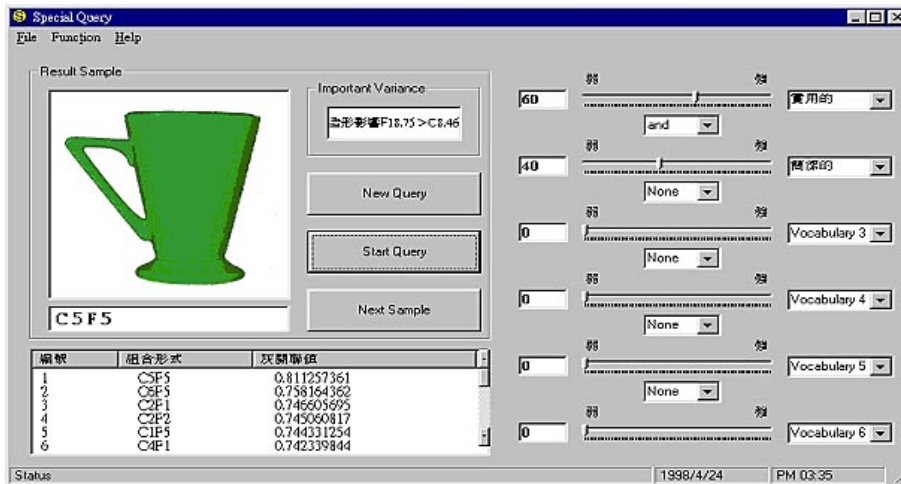 Special Query
File Function Help
Result Sample
Important Variance
造形影響F18.75>C8.46
New Query
Start Query
Next Sample
C5F5
編號 組合形式 灰關聯值
1 C5F5 0.811257361
2 C6F5 0.758164362
3 C2F1 0.746605695
4 C2F2 0.745060817
5 C1F5 0.744331254
6 C4F1 0.742339844
弱 強
60 實用的
and
弱 強
40 簡潔的
None
弱 強
0 Vocabulary 3
None
弱 強
0 Vocabulary 4
None
弱 強
0 Vocabulary 5
None
弱 強
0 Vocabulary 6
Status 1998/4/24 PM 03:35